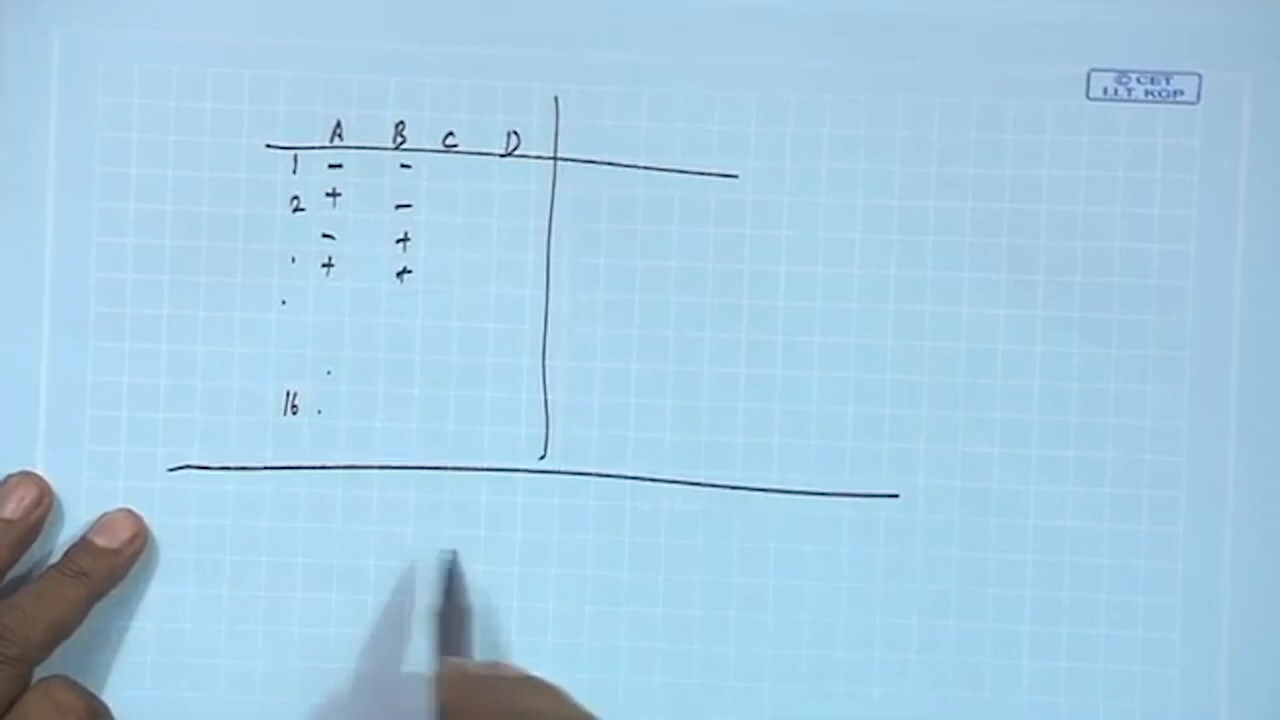 © CET
I.I.T. KGP
A B C D
1 - -
2 + -
- +
+ +
16